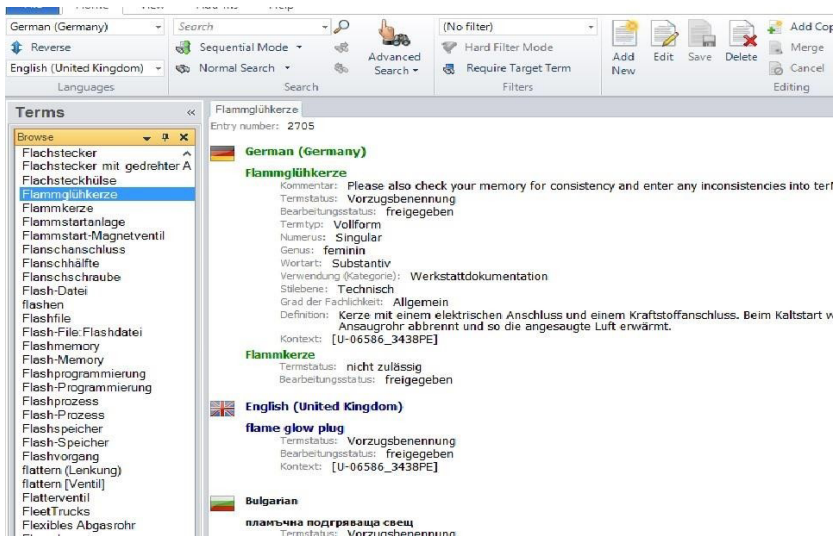 German (Germany)
Search
(No filter)
Add Cop
Reverse
Sequential Mode
Advanced Search
Hard Filter Mode
Add New
Edit
Save
Delete
Merge
English (United Kingdom)
Normal Search
Require Target Term
Cancel
Languages
Search
Filters
Editing
Terms
«
Browse
Flachstecker
Flachstecker mit gedrehter A
Flachsteckhülse
Flammglühkerze
Flammkerze
Flammstartanlage
Flammstart-Magnetventil
Flanschanschluss
Flanschhälfte
Flanschschraube
Flash-Datei
flashen
Flashfile
Flash-File:Flashdatei
Flashmemory
Flash-Memory
Flashprogrammierung
Flash-Programmierung
Flashprozess
Flash-Prozess
Flashspeicher
Flash-Speicher
Flashvorgang
flattern (Lenkung)
flattern [Ventil]
Flatterventil
FleetTrucks
Flexibles Abgasrohr
Flammglühkerze
Entry number: 2705
German (Germany)
Flammglühkerze
Kommentar: Please also check your memory for consistency and enter any inconsistencies into ter
Termstatus: Vorzugsbenennung
Bearbeitungsstatus: freigegeben
Termtyp: Vollform
Numerus: Singular
Genus: feminin
Wortart: Substantiv
Verwendung (Kategorie): Werkstattdokumentation
Stilebene: Technisch
Grad der Fachlichkeit: Allgemein
Definition: Kerze mit einem elektrischen Anschluss und einem Kraftstoffanschluss. Beim Kaltstart w
Ansaugrohr abbrennt und so die angesaugte Luft erwärmt.
Kontext: [U-06586_3438PE]
Flammkerze
Termstatus: nicht zulässig
Bearbeitungsstatus: freigegeben
English (United Kingdom)
flame glow plug
Termstatus: Vorzugsbenennung
Bearbeitungsstatus: freigegeben
Kontext: [U-06586_3438PE]
Bulgarian
пламъчна подгряваща свещ
Termstatus: Vorzugsbenennung